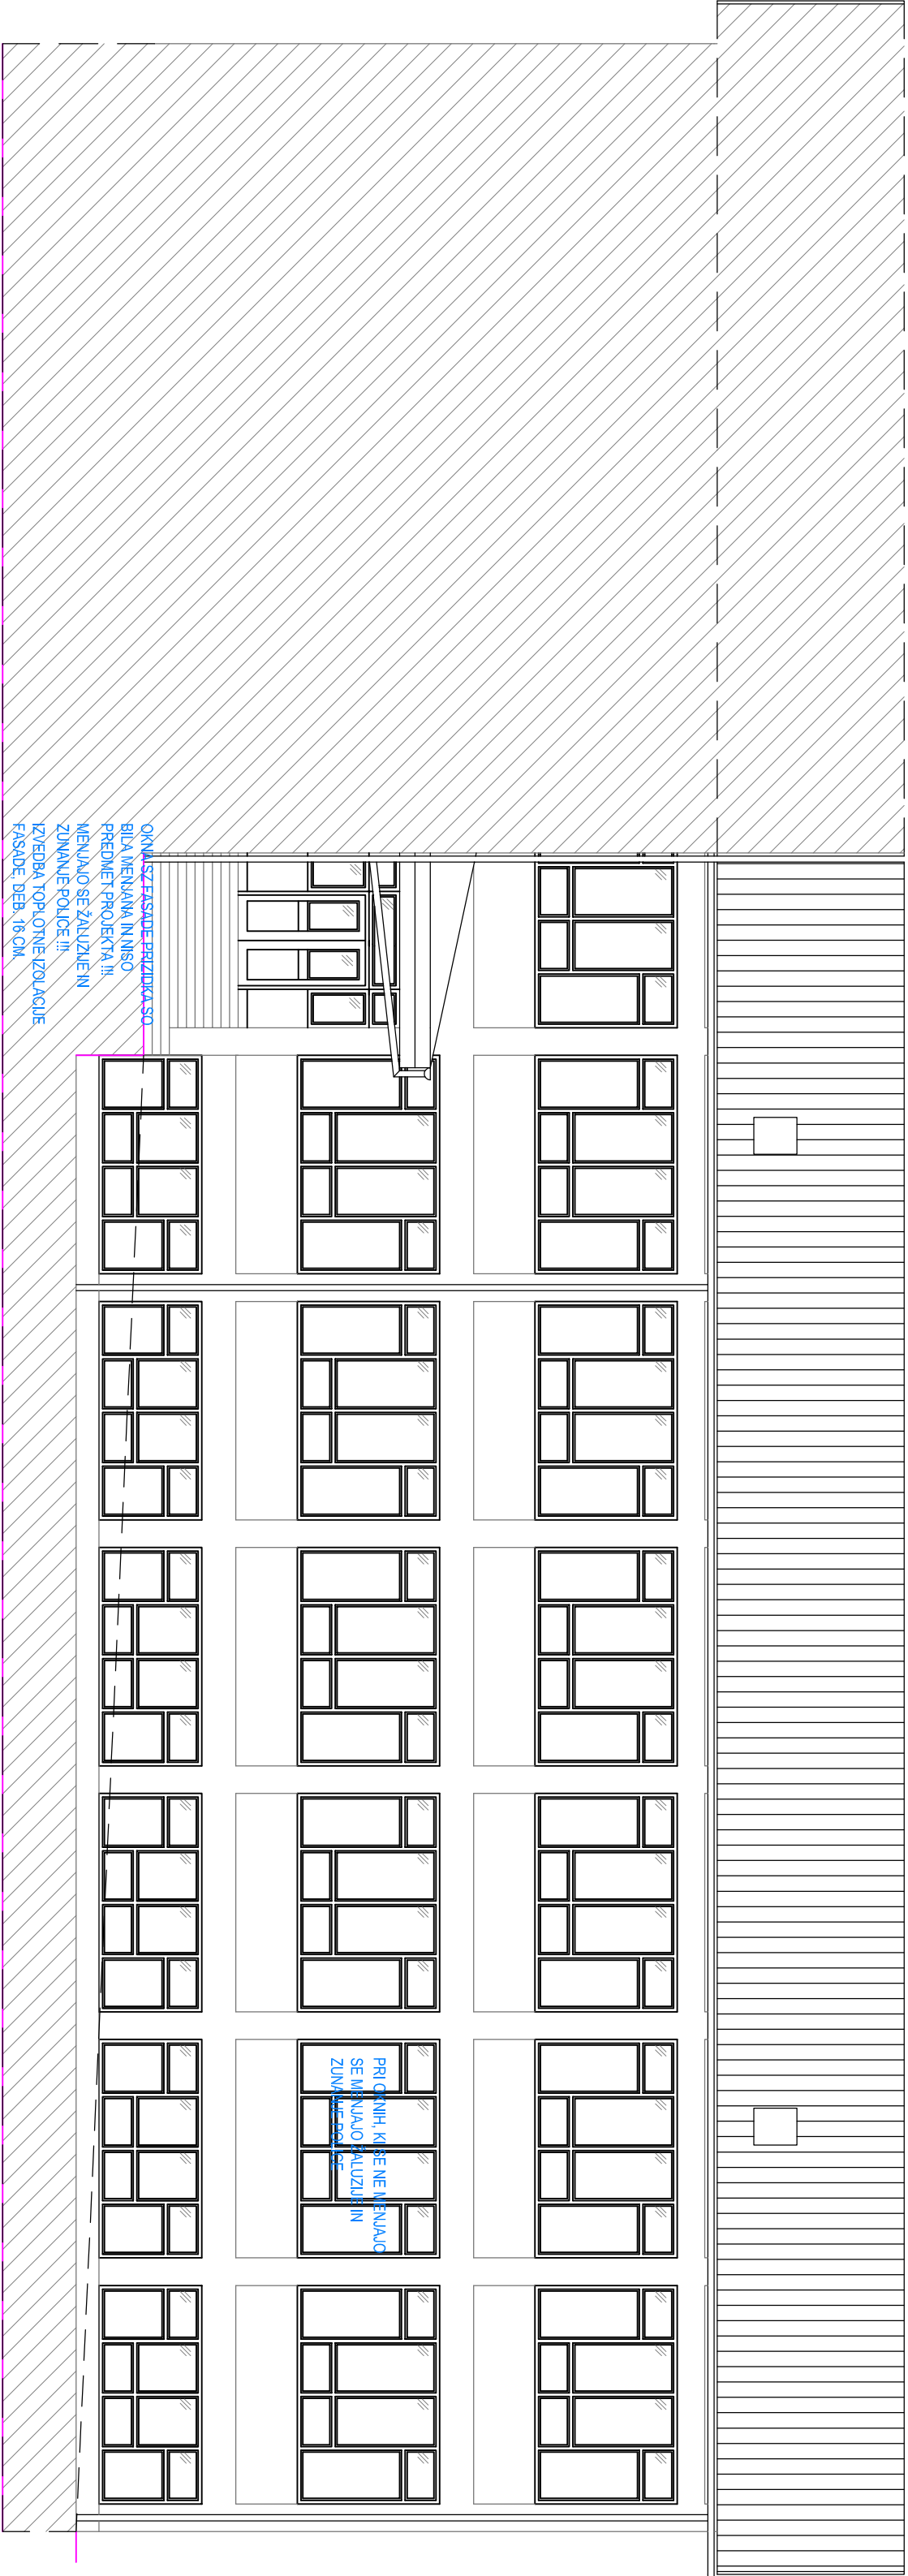 OKNA SZ FASADE PRIZIDKA SO
BILA MENJANA IN NISO
PREDMET PROJEKTA !!!
MENJAJO SE ŽALUZIJE IN
ZUNANJE POLICE !!!
IZVEDBA TOPLOTNE IZOLACIJE
FASADE, DEB. 16 CM.
PRI OKNIH, KI SE NE MENJAJO
SE MENJAJO ŽALUZIJE IN
ZUNANJE POLICE